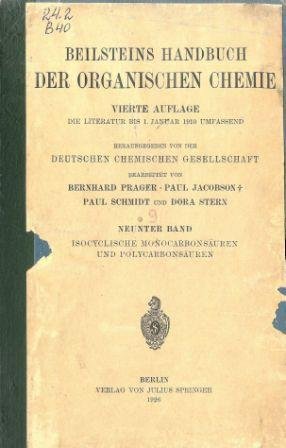 24.2
B40
BEILSTEINS HANDBUCH
DER ORGANISCHEN CHEMIE
VIERTE AUFLAGE
DIE LITERATUR BIS 1. JANUAR 1910 UMFASSEND
HERAUSGEGEBEN VON DER
DEUTSCHEN CHEMISCHEN GESELLSCHAFT
BEARBEITET VON
BERNHARD PRAGER · PAUL JACOBSON †
PAUL SCHMIDT UND DORA STERN
9
NEUNTER BAND
ISOCYCLISCHE MONOCARBONSÄUREN
UND POLYCARBONSÄUREN
BERLIN
VERLAG VON JULIUS SPRINGER
1926